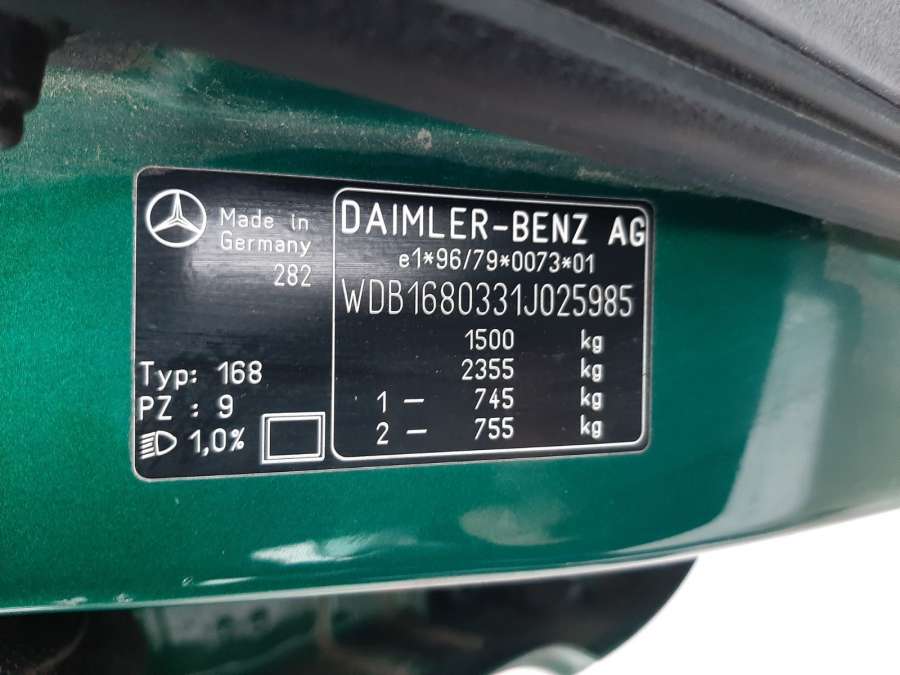 Made in
Germany
282
Typ: 168
PZ : 9
1,0%
DAIMLER-BENZ AG
e1*96/79*0073*01
WDB1680331J025985
1500 kg
2355 kg
1 – 745 kg
2 – 755 kg